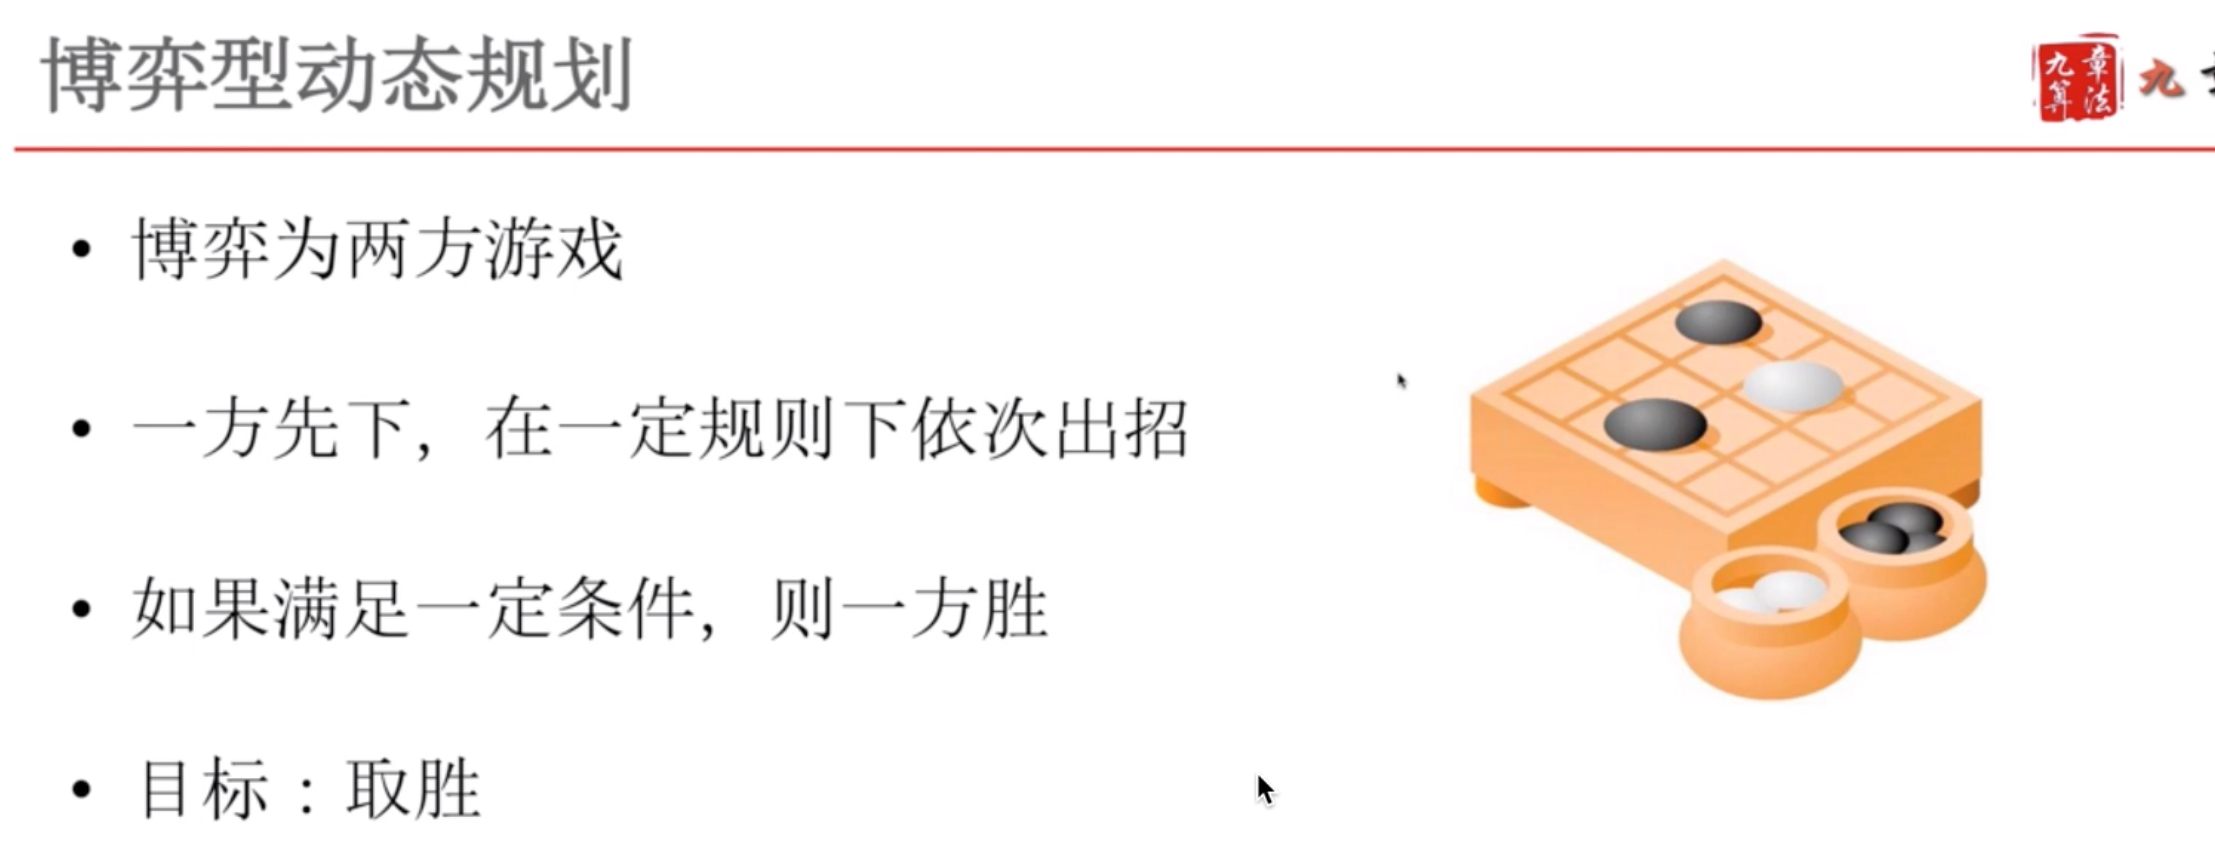 博弈型动态规划
九章算法
九
• 博弈为两方游戏
• 一方先下，在一定规则下依次出招
• 如果满足一定条件，则一方胜
• 目标：取胜